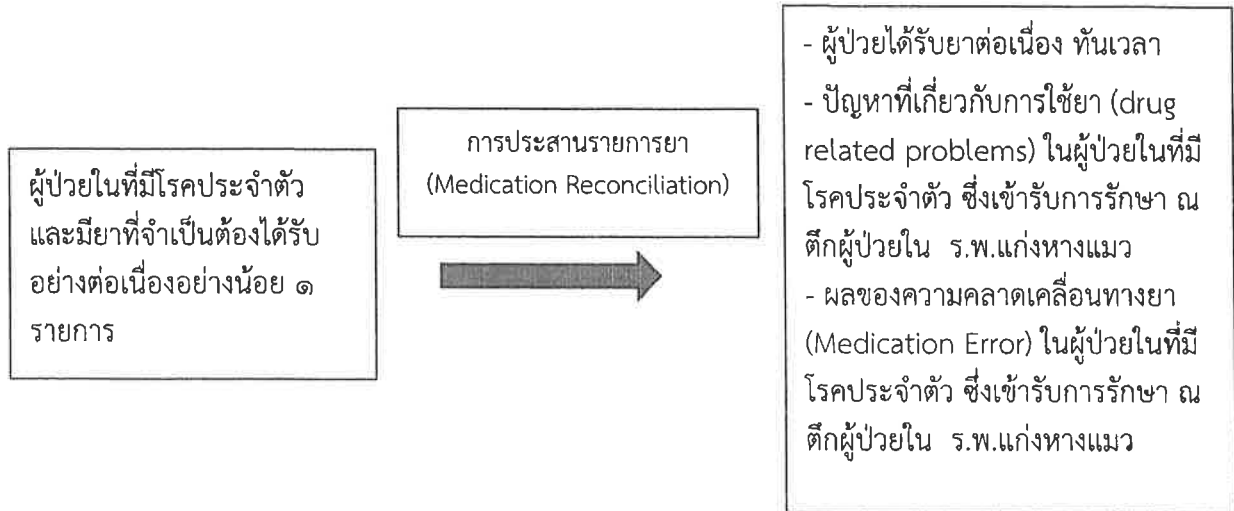 ผู้ป่วยในที่มีโรคประจำตัว
และมียาที่จำเป็นต้องได้รับ
อย่างต่อเนื่องอย่างน้อย ๑
รายการ
การประสานรายการยา
(Medication Reconciliation)
- ผู้ป่วยได้รับยาต่อเนื่อง ทันเวลา
- ปัญหาที่เกี่ยวกับการใช้ยา (drug
related problems) ในผู้ป่วยในที่มี
โรคประจำตัว ซึ่งเข้ารับการรักษา ณ
ตึกผู้ป่วยใน ร.พ.แก่งหางแมว
- ผลของความคลาดเคลื่อนทางยา
(Medication Error) ในผู้ป่วยในที่มี
โรคประจำตัว ซึ่งเข้ารับการรักษา ณ
ตึกผู้ป่วยใน ร.พ.แก่งหางแมว